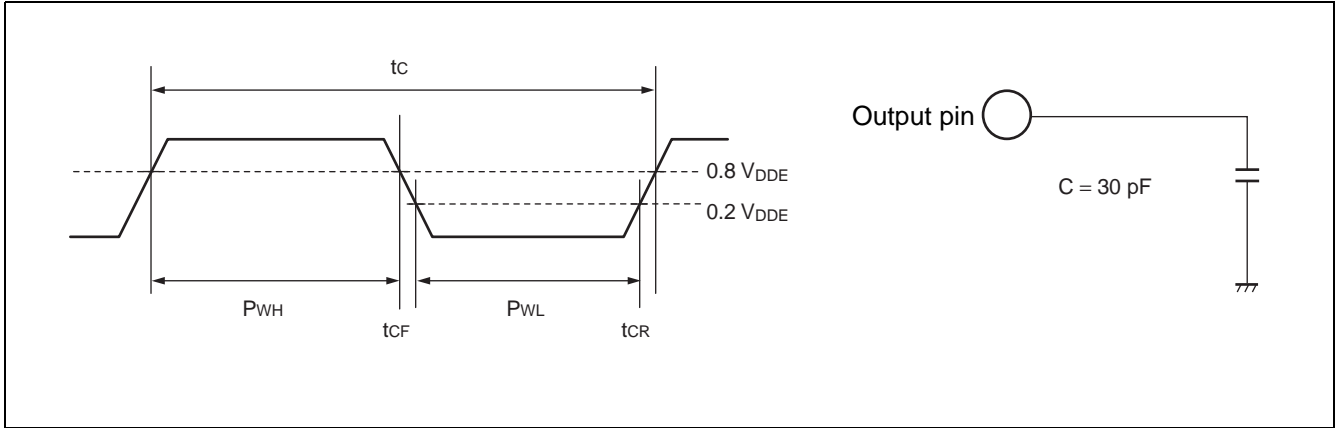 tC
0.8 VDDE
0.2 VDDE
PWH
PWL
tCF
tCR
Output pin
C = 30 pF